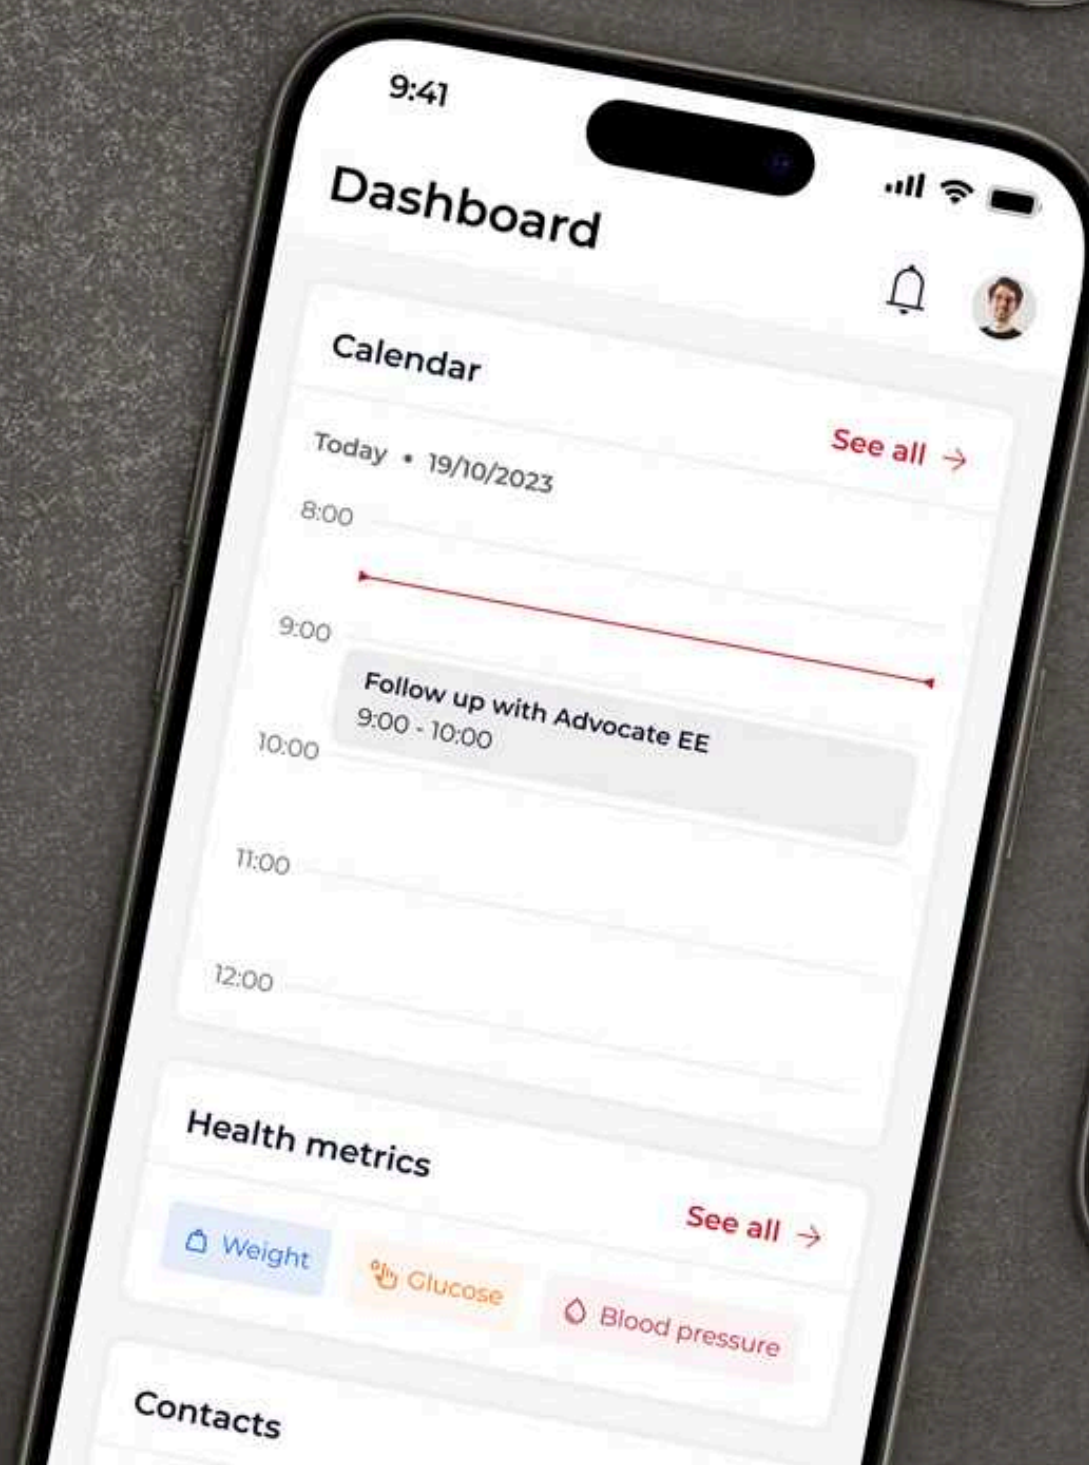 9:41
Dashboard
Calendar
See all
Today • 19/10/2023
8:00
9:00
Follow up with Advocate EE
9:00 - 10:00
10:00
11:00
12:00
Health metrics
See all
Weight
Glucose
Blood pressure
Contacts